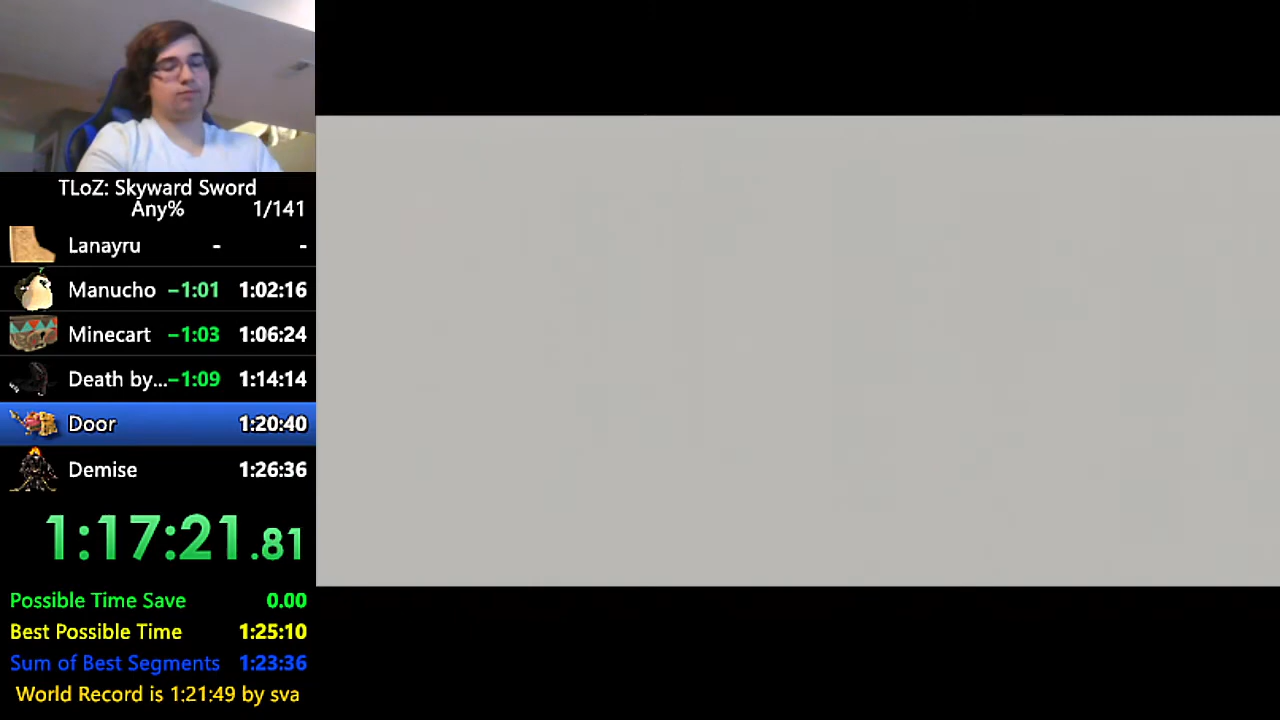 TLoZ: Skyward Sword
Any% 1/141
Lanayru - -
Manucho −1:01 1:02:16
Minecart −1:03 1:06:24
Death by... −1:09 1:14:14
Door 1:20:40
Demise 1:26:36
1:17:21.81
Possible Time Save 0.00
Best Possible Time 1:25:10
Sum of Best Segments 1:23:36
World Record is 1:21:49 by sva